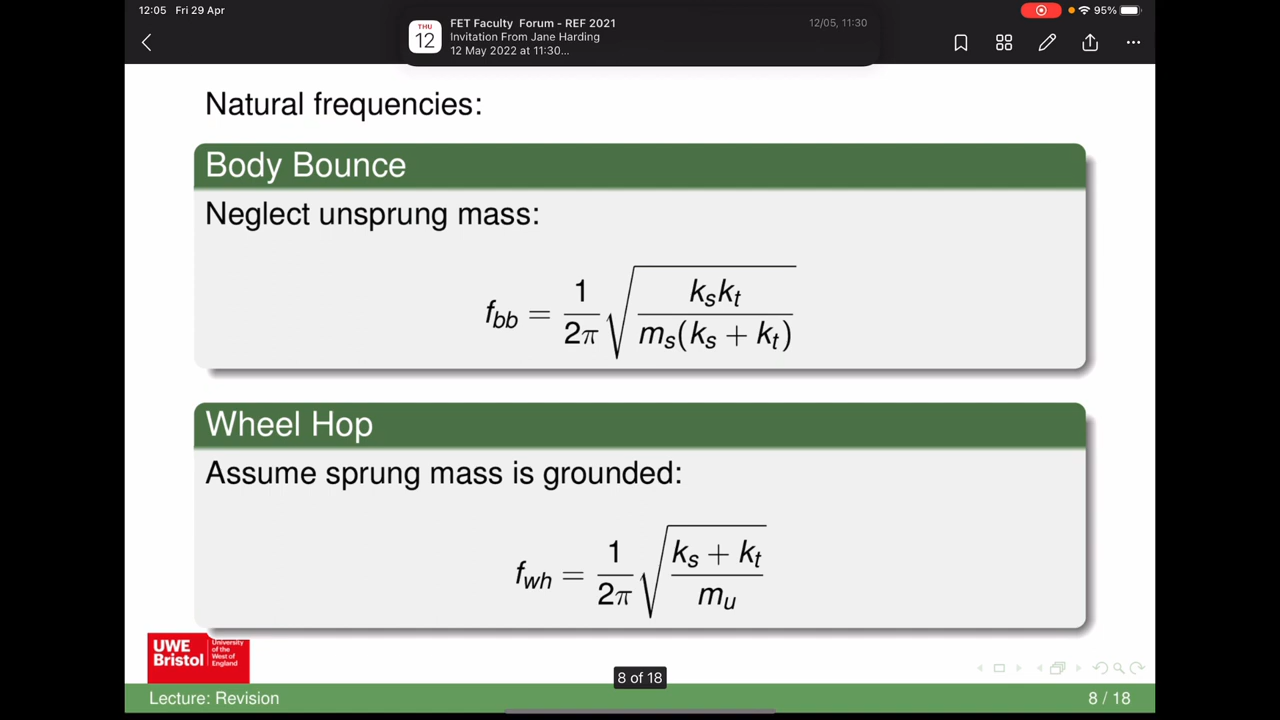 12:05 Fri 29 Apr
95%
THU
12
FET Faculty Forum - REF 2021
12/05, 11:30
Invitation From Jane Harding
12 May 2022 at 11:30...
Natural frequencies:
Body Bounce
Neglect unsprung mass:
f_bb = 1/2π √(k_s k_t / m_s(k_s + k_t))
Wheel Hop
Assume sprung mass is grounded:
f_wh = 1/2π √(k_s + k_t / m_u)
UWE Bristol
University of the West of England
8 of 18
Lecture: Revision
8 / 18